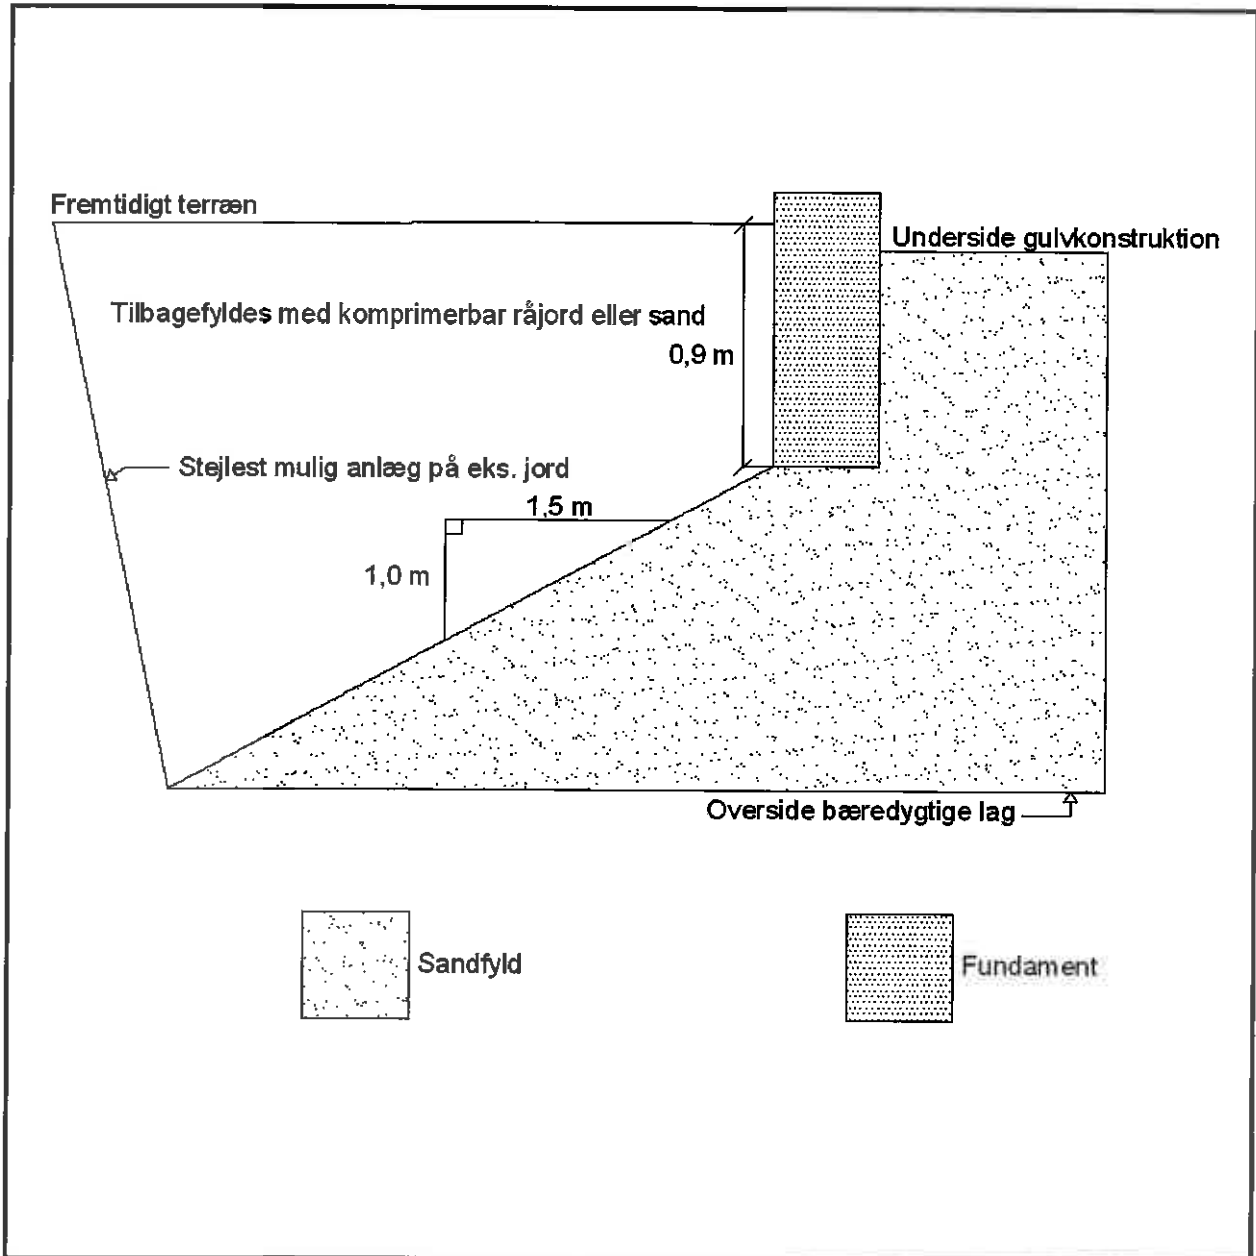 Fremtidigt terræn
Underside gulvkonstruktion
Tilbagefyldes med komprimerbar råjord eller sand
0,9 m
Stejlest mulig anlæg på eks. jord
1,5 m
1,0 m
Overside bæredygtige lag
Sandfyld
Fundament